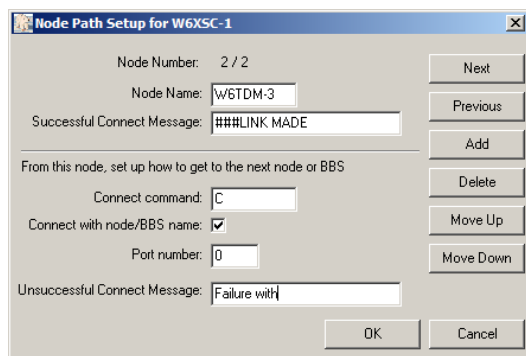 Node Path Setup for W6XSC-1
Node Number: 2 / 2
Node Name: W6TDM-3
Successful Connect Message: ###LINK MADE
From this node, set up how to get to the next node or BBS
Connect command: C
Connect with node/BBS name:
Port number: 0
Unsuccessful Connect Message: Failure with
Next
Previous
Add
Delete
Move Up
Move Down
OK
Cancel